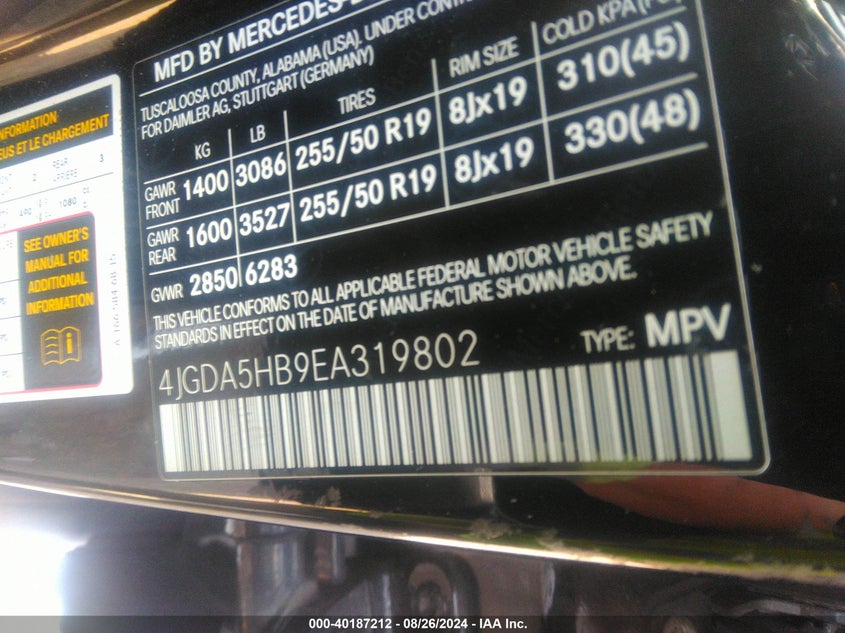 MFD BY MERCEDES-
TUSCALOOSA COUNTY, ALABAMA (USA). UNDER
FOR DAIMLER AG, STUTTGART (GERMANY)
KG LB TIRES RIM SIZE COLD KPA
GAWR FRONT 1400 3086 255/50 R19 8Jx19 310(45)
GAWR REAR 1600 3527 255/50 R19 8Jx19 330(48)
GVWR 2850 6283
THIS VEHICLE CONFORMS TO ALL APPLICABLE FEDERAL MOTOR VEHICLE SAFETY
STANDARDS IN EFFECT ON THE DATE OF MANUFACTURE SHOWN ABOVE.
4JGDA5HB9EA319802 TYPE: MPV
ET LE CHARGEMENT
REAR 3
2
1080
SEE OWNER'S
MANUAL FOR
ADDITIONAL
INFORMATION
000-40187212 - 08/26/2024 - IAA Inc.